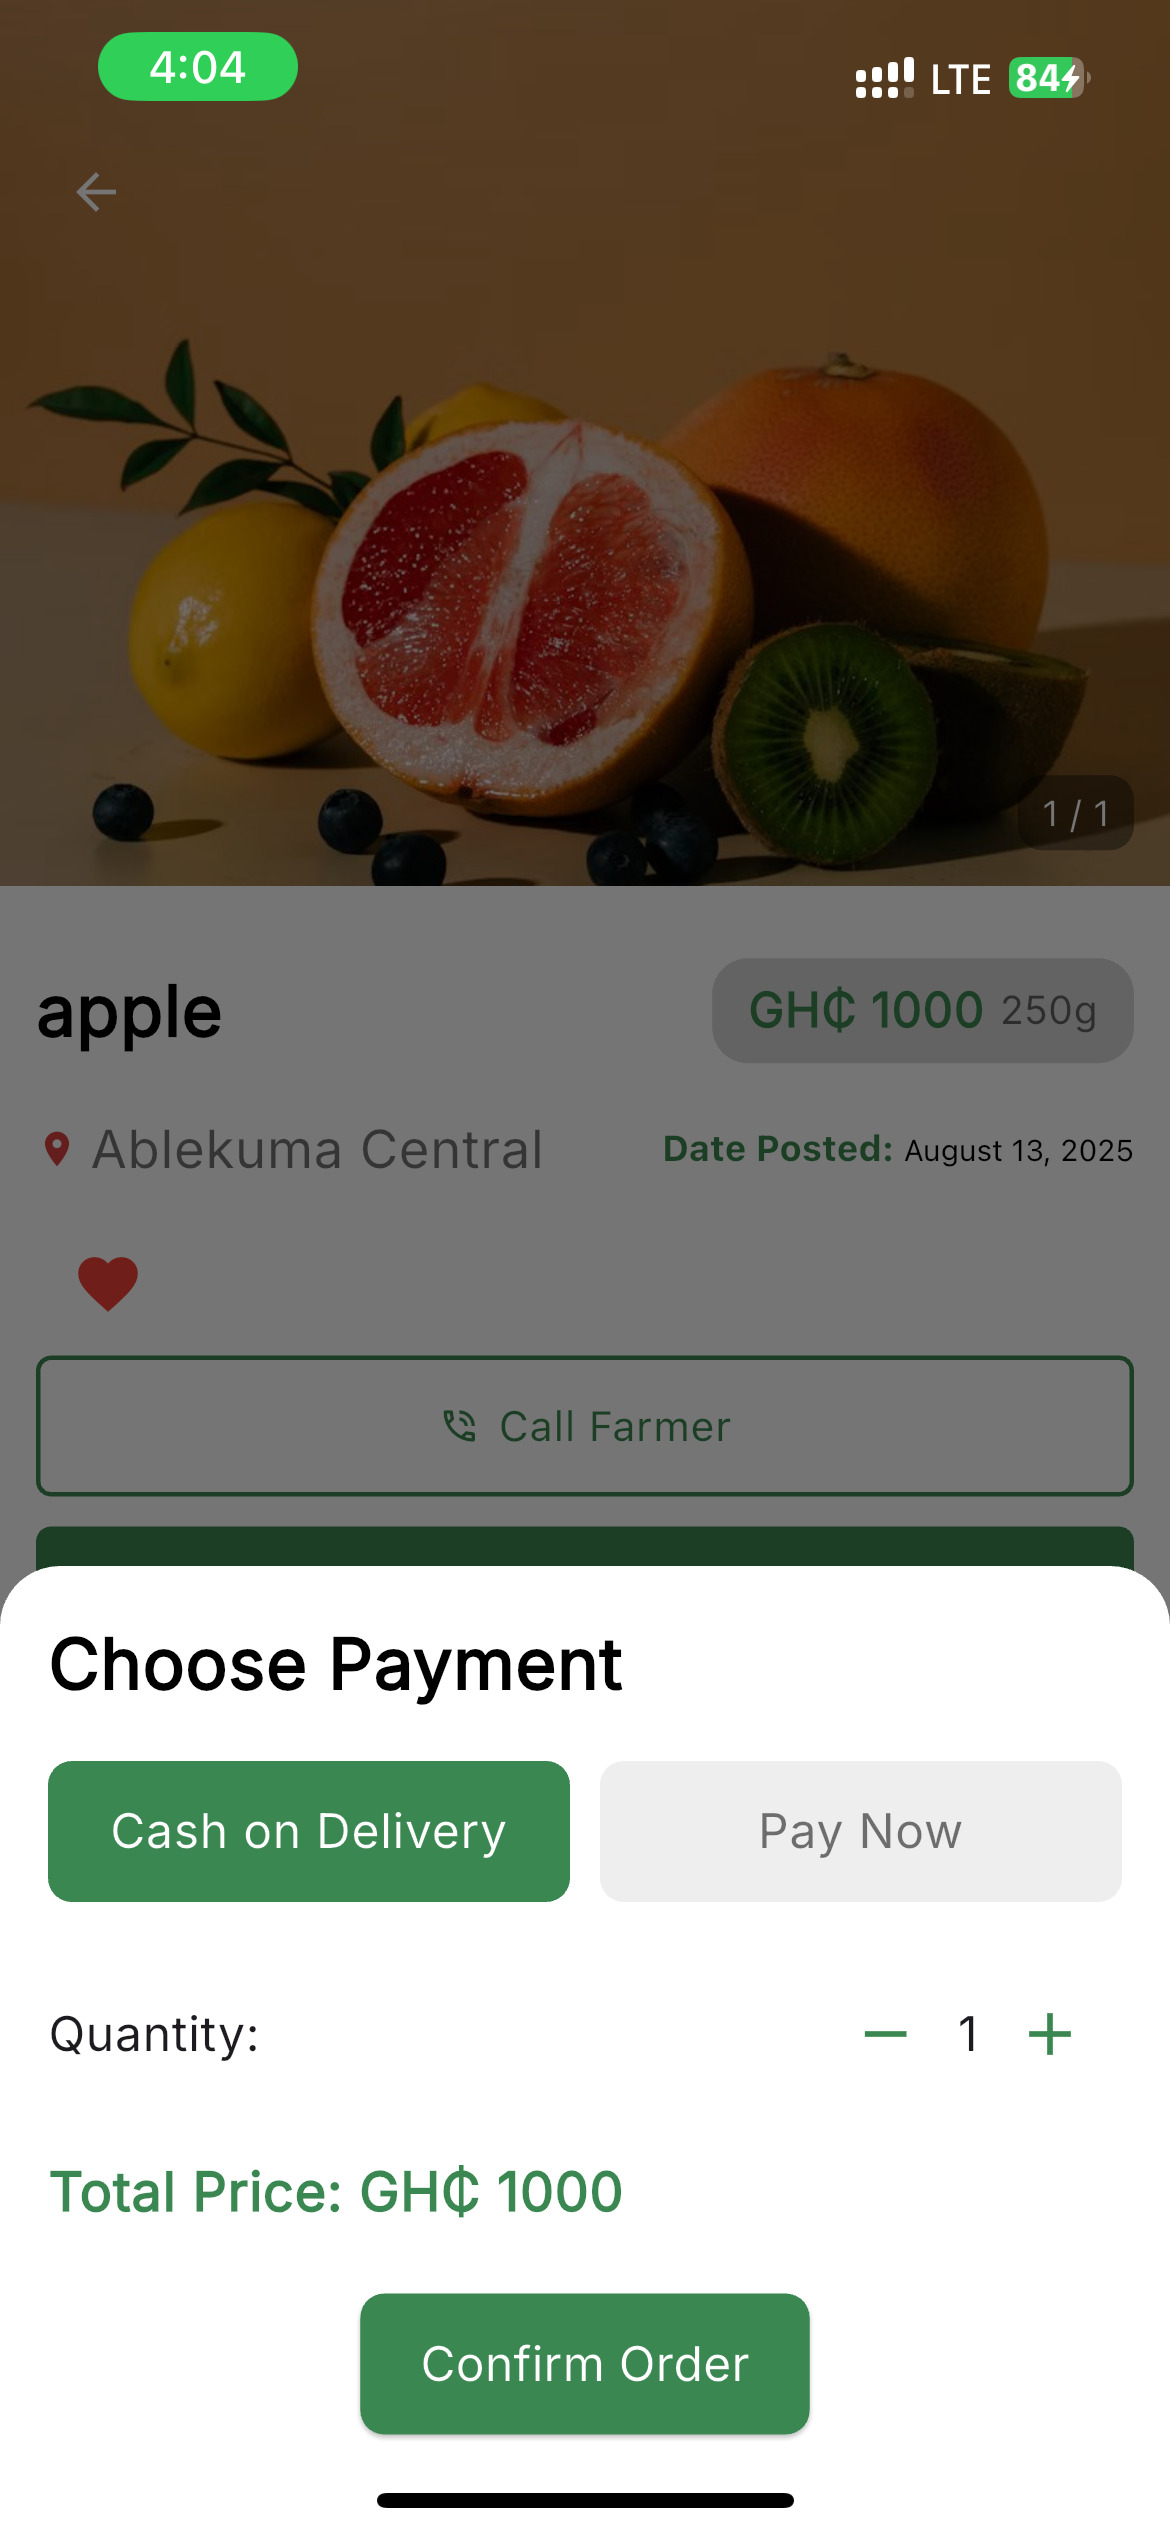 4:04
LTE 84
1 / 1
apple
GH₵ 1000 250g
Ablekuma Central
Date Posted: August 13, 2025
Call Farmer
Choose Payment
Cash on Delivery
Pay Now
Quantity:
1
Total Price: GH₵ 1000
Confirm Order